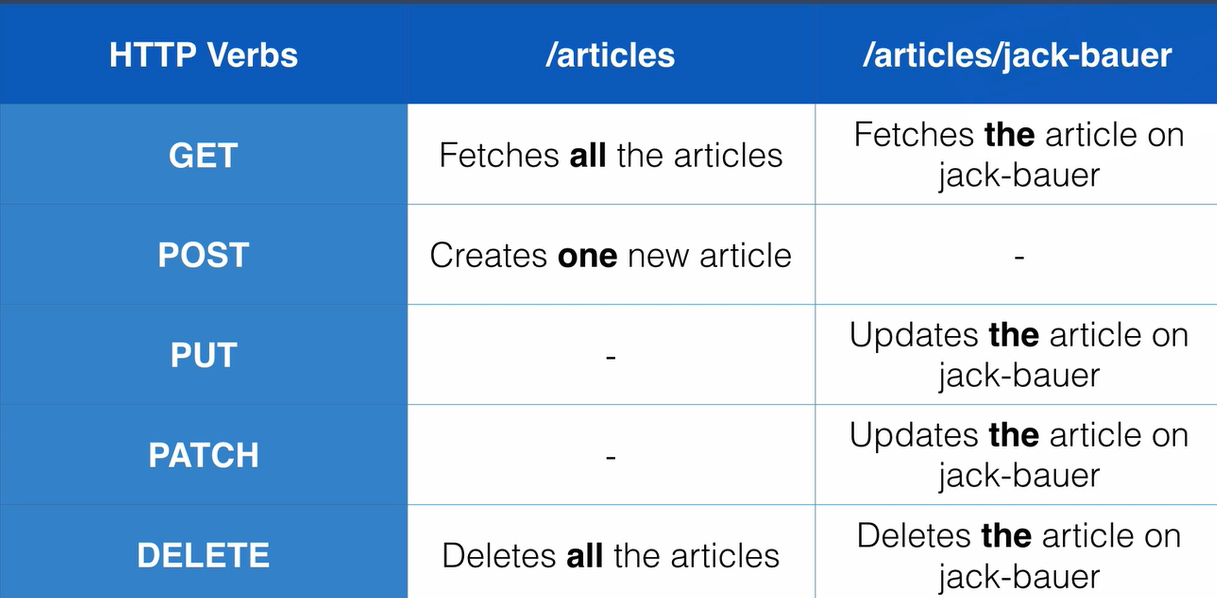 HTTP Verbs
/articles
/articles/jack-bauer
GET
Fetches all the articles
Fetches the article on
jack-bauer
POST
Creates one new article
-
PUT
-
Updates the article on
jack-bauer
PATCH
-
Updates the article on
jack-bauer
DELETE
Deletes all the articles
Deletes the article on
jack-bauer